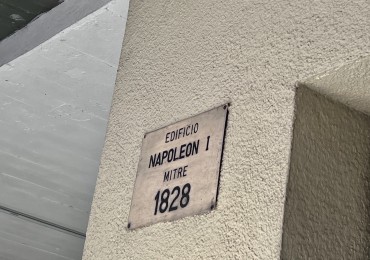 EDIFICIO
NAPOLEON I
MITRE
1828